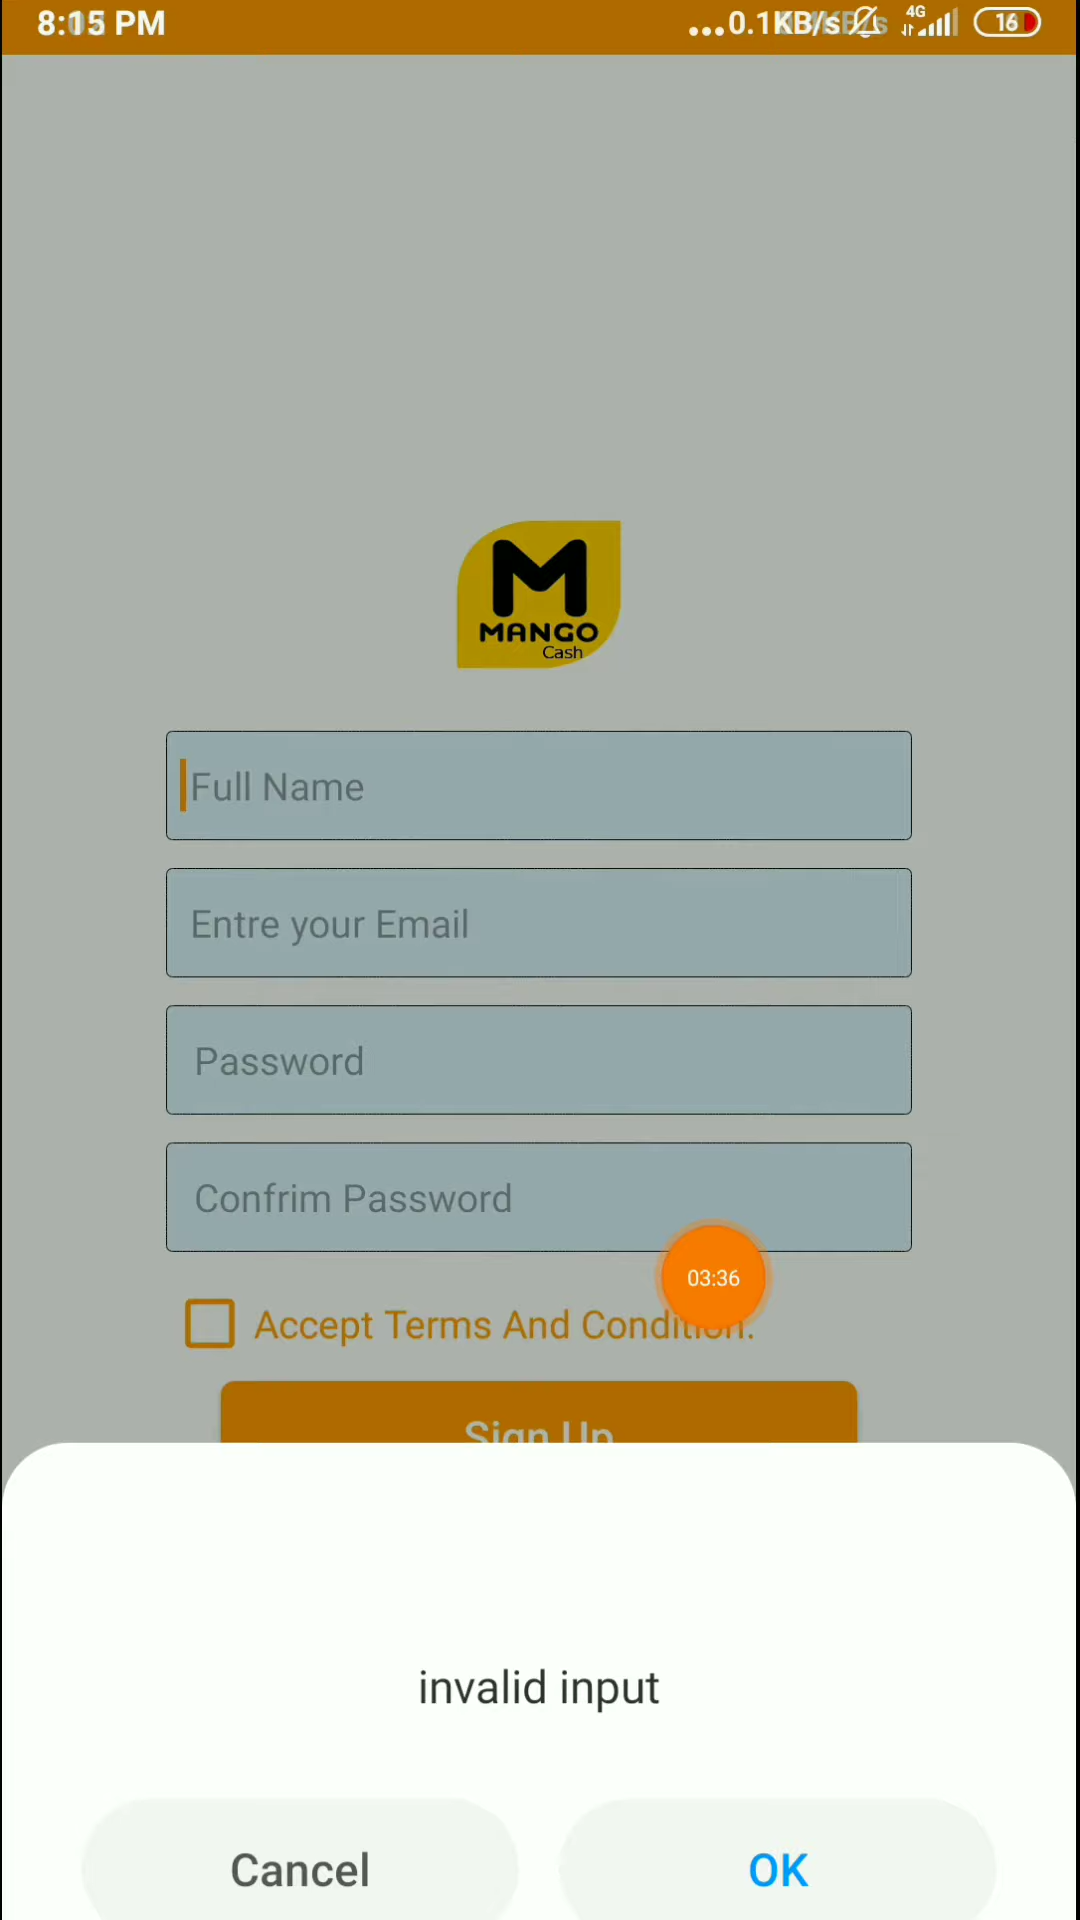 8:15 PM
...0.1KB/s 4G 16
M
MANGO
Cash
Full Name
Entre your Email
Password
Confrim Password
03:36
Accept Terms And Condition.
Sign Up
invalid input
Cancel
OK